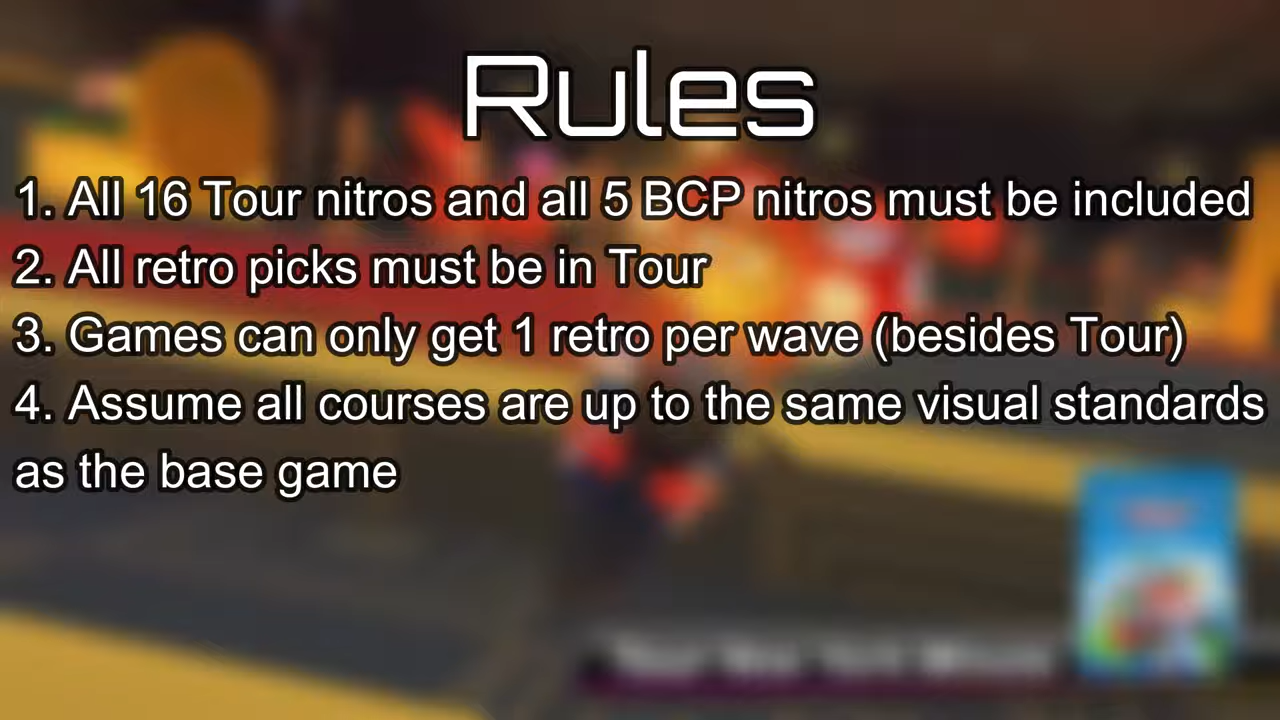 Rules
1. All 16 Tour nitros and all 5 BCP nitros must be included
2. All retro picks must be in Tour
3. Games can only get 1 retro per wave (besides Tour)
4. Assume all courses are up to the same visual standards
as the base game